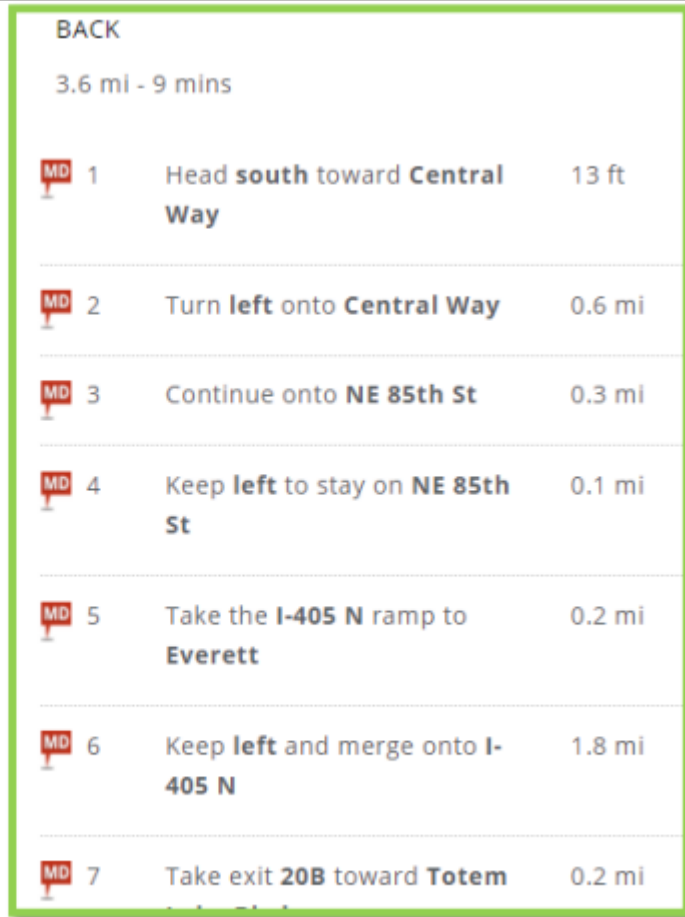 BACK
3.6 mi - 9 mins
MD 1 Head south toward Central 13 ft
Way
MD 2 Turn left onto Central Way 0.6 mi
MD 3 Continue onto NE 85th St 0.3 mi
MD 4 Keep left to stay on NE 85th 0.1 mi
St
MD 5 Take the I-405 N ramp to 0.2 mi
Everett
MD 6 Keep left and merge onto I- 1.8 mi
405 N
MD 7 Take exit 20B toward Totem 0.2 mi